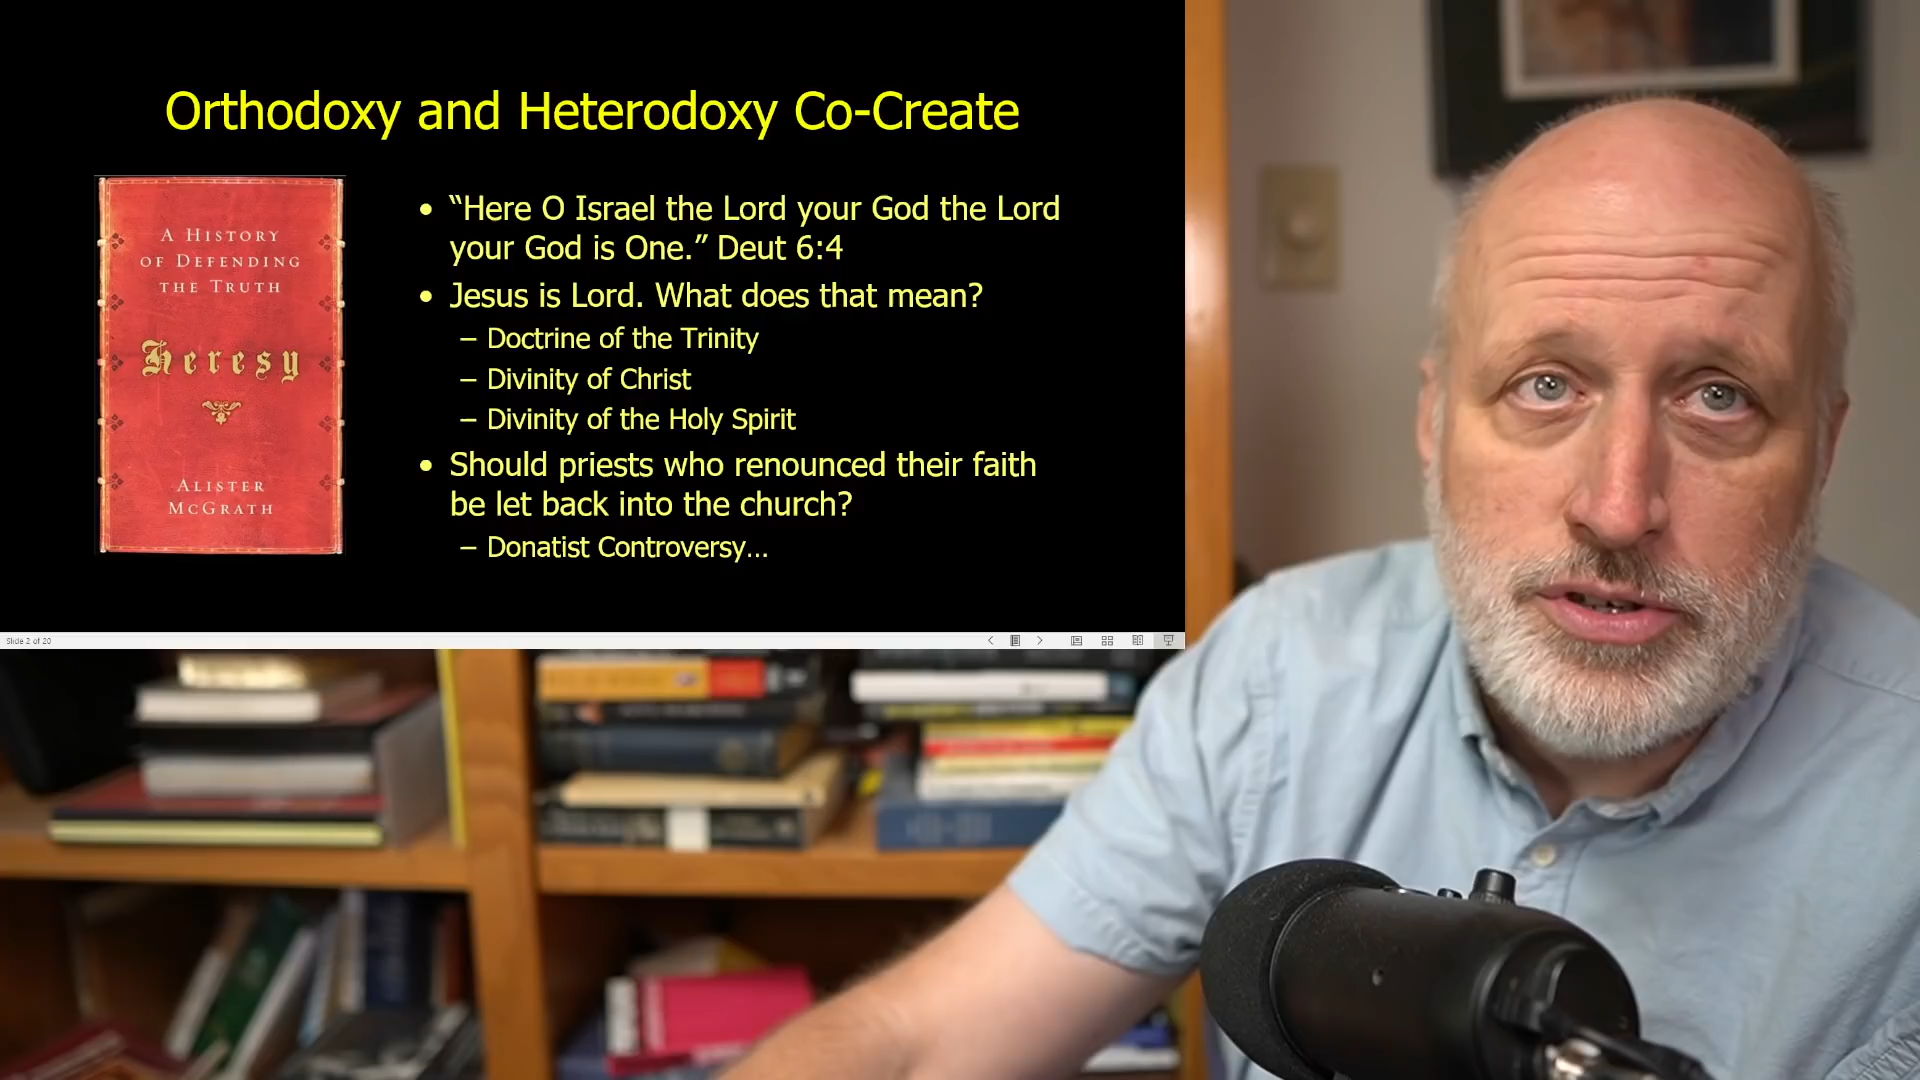 Orthodoxy and Heterodoxy Co-Create
A HISTORY
OF DEFENDING
THE TRUTH
Heresy
ALISTER
MCGRATH
• “Here O Israel the Lord your God the Lord
your God is One.” Deut 6:4
• Jesus is Lord. What does that mean?
– Doctrine of the Trinity
– Divinity of Christ
– Divinity of the Holy Spirit
• Should priests who renounced their faith
be let back into the church?
– Donatist Controversy…
Slide 2 of 20